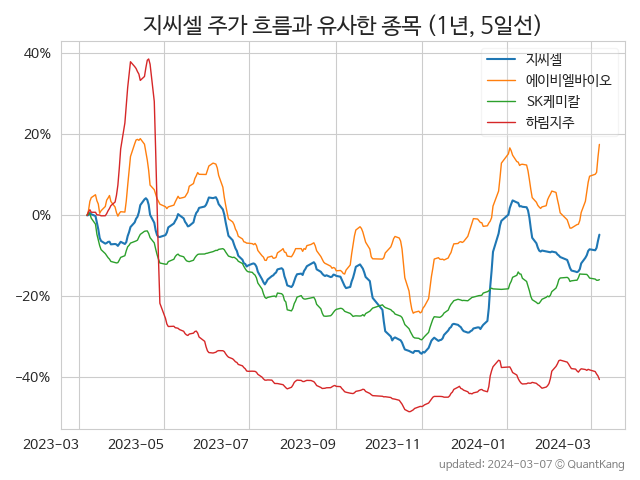 지씨셀 주가 흐름과 유사한 종목 (1년, 5일선)
지씨셀
에이비엘바이오
SK케미칼
하림지주
40%
20%
0%
−20%
−40%
2023-03 2023-05 2023-07 2023-09 2023-11 2024-01 2024-03
updated: 2024-03-07 © QuantKang